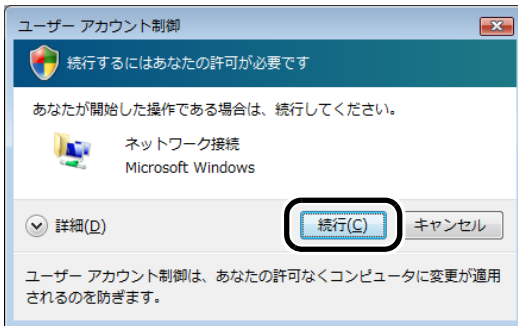 ユーザー アカウント制御
続行するにはあなたの許可が必要です
あなたが開始した操作である場合は、続行してください。
ネットワーク接続
Microsoft Windows
詳細(D)
続行(C)
キャンセル
ユーザー アカウント制御は、あなたの許可なくコンピュータに変更が適用
されるのを防ぎます。